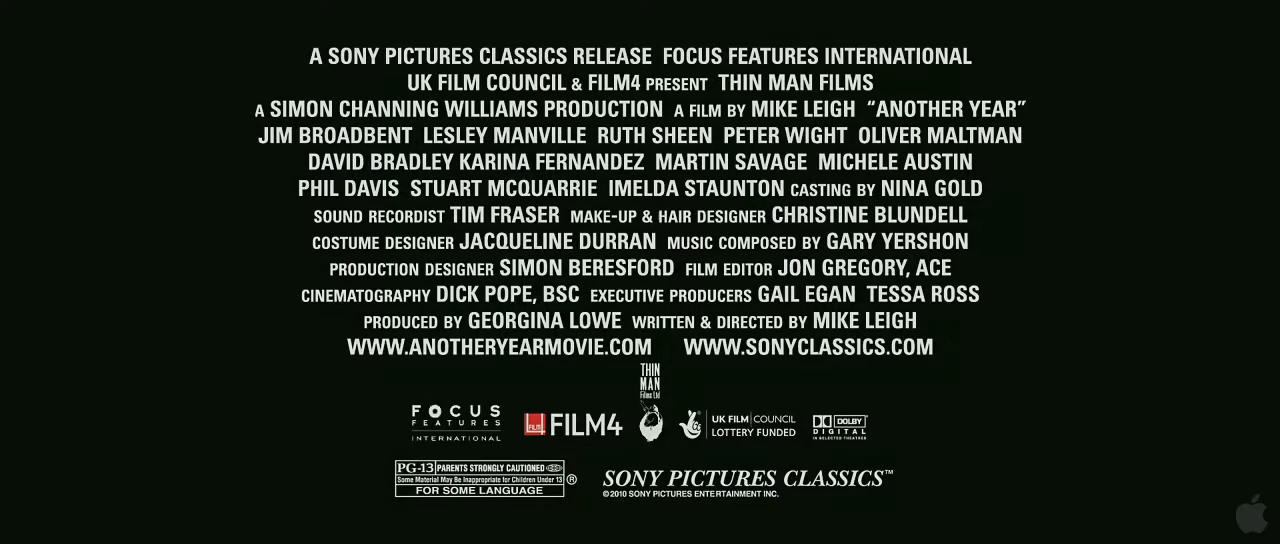 A SONY PICTURES CLASSICS RELEASE FOCUS FEATURES INTERNATIONAL
UK FILM COUNCIL & FILM4 PRESENT THIN MAN FILMS
A SIMON CHANNING WILLIAMS PRODUCTION A FILM BY MIKE LEIGH “ANOTHER YEAR”
JIM BROADBENT LESLEY MANVILLE RUTH SHEEN PETER WIGHT OLIVER MALTMAN
DAVID BRADLEY KARINA FERNANDEZ MARTIN SAVAGE MICHELE AUSTIN
PHIL DAVIS STUART MCQUARRIE IMELDA STAUNTON CASTING BY NINA GOLD
SOUND RECORDIST TIM FRASER MAKE-UP & HAIR DESIGNER CHRISTINE BLUNDELL
COSTUME DESIGNER JACQUELINE DURRAN MUSIC COMPOSED BY GARY YERSHON
PRODUCTION DESIGNER SIMON BERESFORD FILM EDITOR JON GREGORY, ACE
CINEMATOGRAPHY DICK POPE, BSC EXECUTIVE PRODUCERS GAIL EGAN TESSA ROSS
PRODUCED BY GEORGINA LOWE WRITTEN & DIRECTED BY MIKE LEIGH
WWW.ANOTHERYEARMOVIE.COM WWW.SONYCLASSICS.COM
THIN
MAN
Films Ltd
FOCUS
FEATURES
INTERNATIONAL
FILM FILM4
UK FILM COUNCIL
LOTTERY FUNDED
DOLBY
DIGITAL
IN SELECTED THEATRES
PG-13 PARENTS STRONGLY CAUTIONED
Some Material May Be Inappropriate for Children Under 13 ®
FOR SOME LANGUAGE
SONY PICTURES CLASSICS™
©2010 SONY PICTURES ENTERTAINMENT INC.